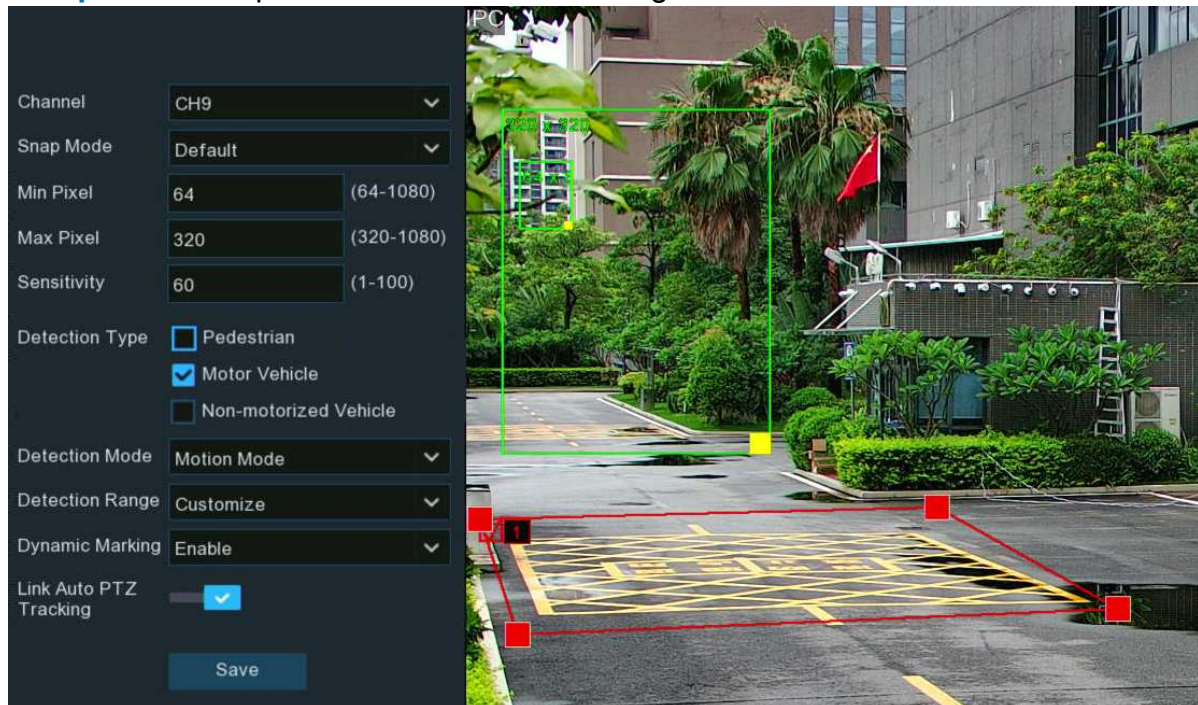 IPC
Channel CH9
Snap Mode Default
Min Pixel 64 (64-1080)
Max Pixel 320 (320-1080)
Sensitivity 60 (1-100)
Detection Type Pedestrian
Motor Vehicle
Non-motorized Vehicle
Detection Mode Motion Mode
Detection Range Customize
Dynamic Marking Enable
Link Auto PTZ
Tracking
Save
320 x 320
64 x
1